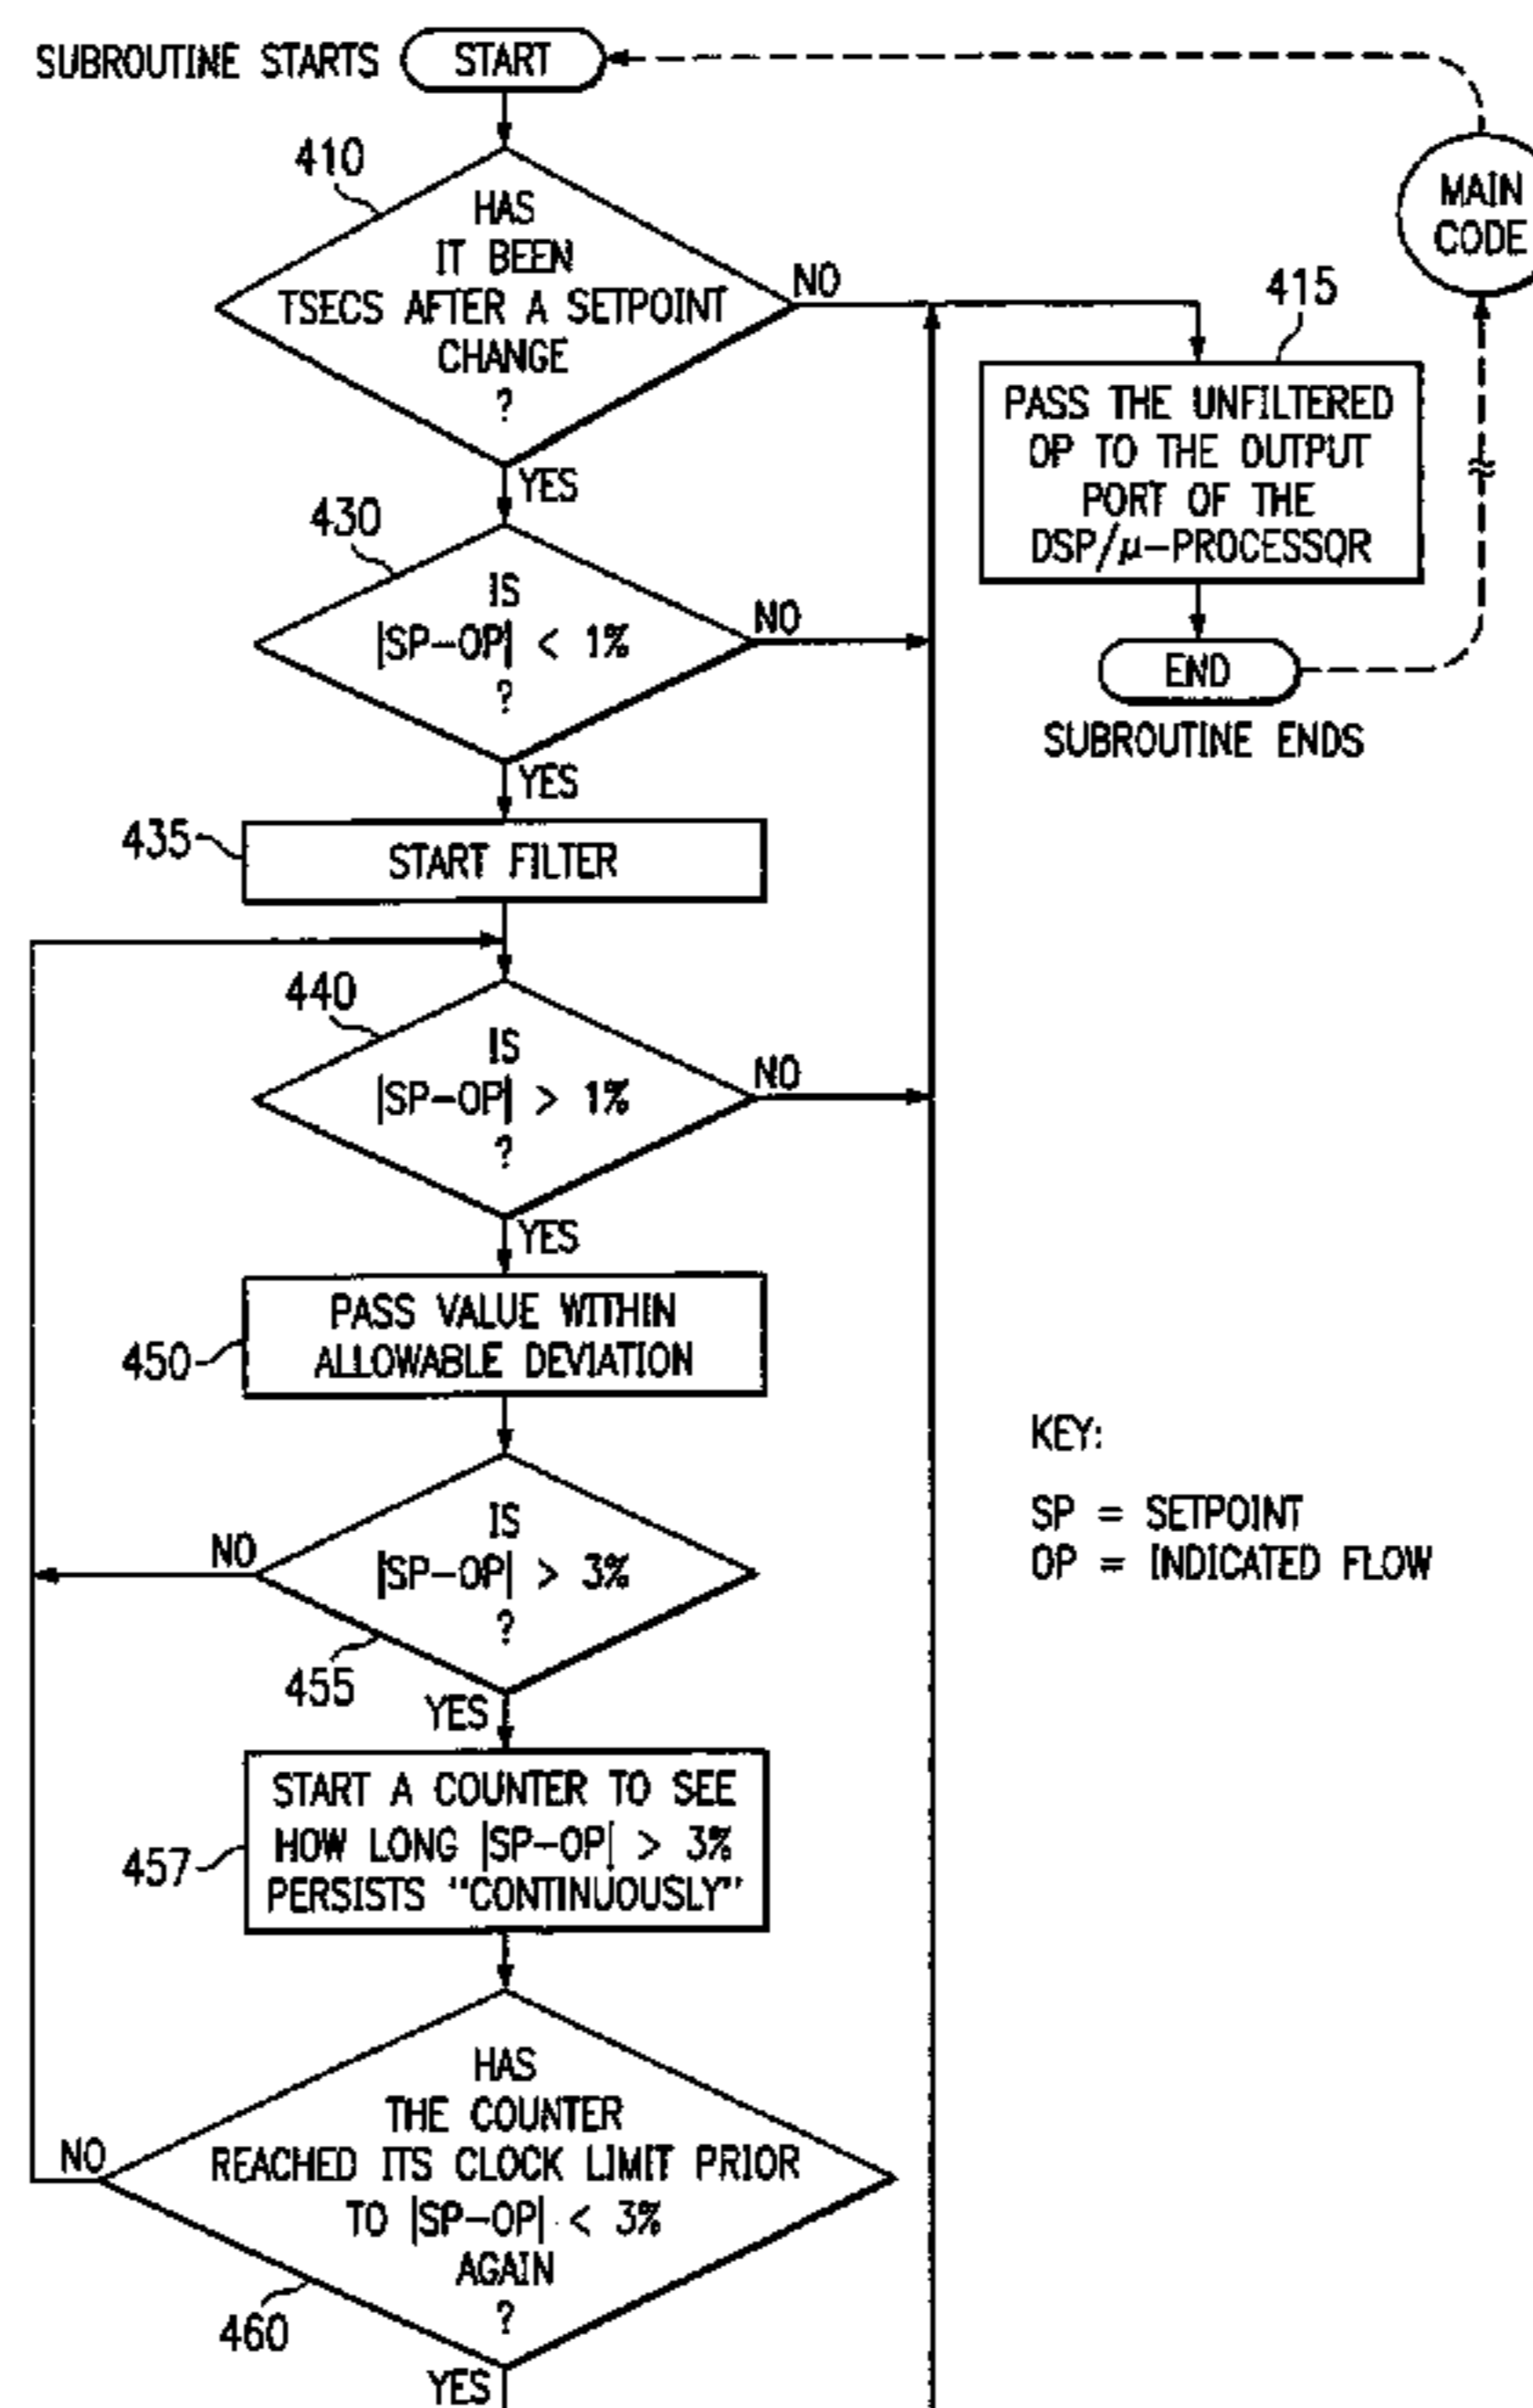 SUBROUTINE STARTS
START
MAIN
CODE
410
HAS
IT BEEN
TSECS AFTER A SETPOINT
CHANGE
?
NO
YES
415
PASS THE UNFILTERED
OP TO THE OUTPUT
PORT OF THE
DSP/μ-PROCESSOR
END
SUBROUTINE ENDS
430
IS
|SP-OP| < 1%
?
NO
YES
435
START FILTER
440
IS
|SP-OP| > 1%
?
NO
YES
450
PASS VALUE WITHIN
ALLOWABLE DEVIATION
KEY:
SP = SETPOINT
OP = INDICATED FLOW
455
IS
|SP-OP| > 3%
?
NO
YES
457
START A COUNTER TO SEE
HOW LONG |SP-OP| > 3%
PERSISTS "CONTINUOUSLY"
460
HAS
THE COUNTER
REACHED ITS CLOCK LIMIT PRIOR
TO |SP-OP| < 3%
AGAIN
?
NO
YES